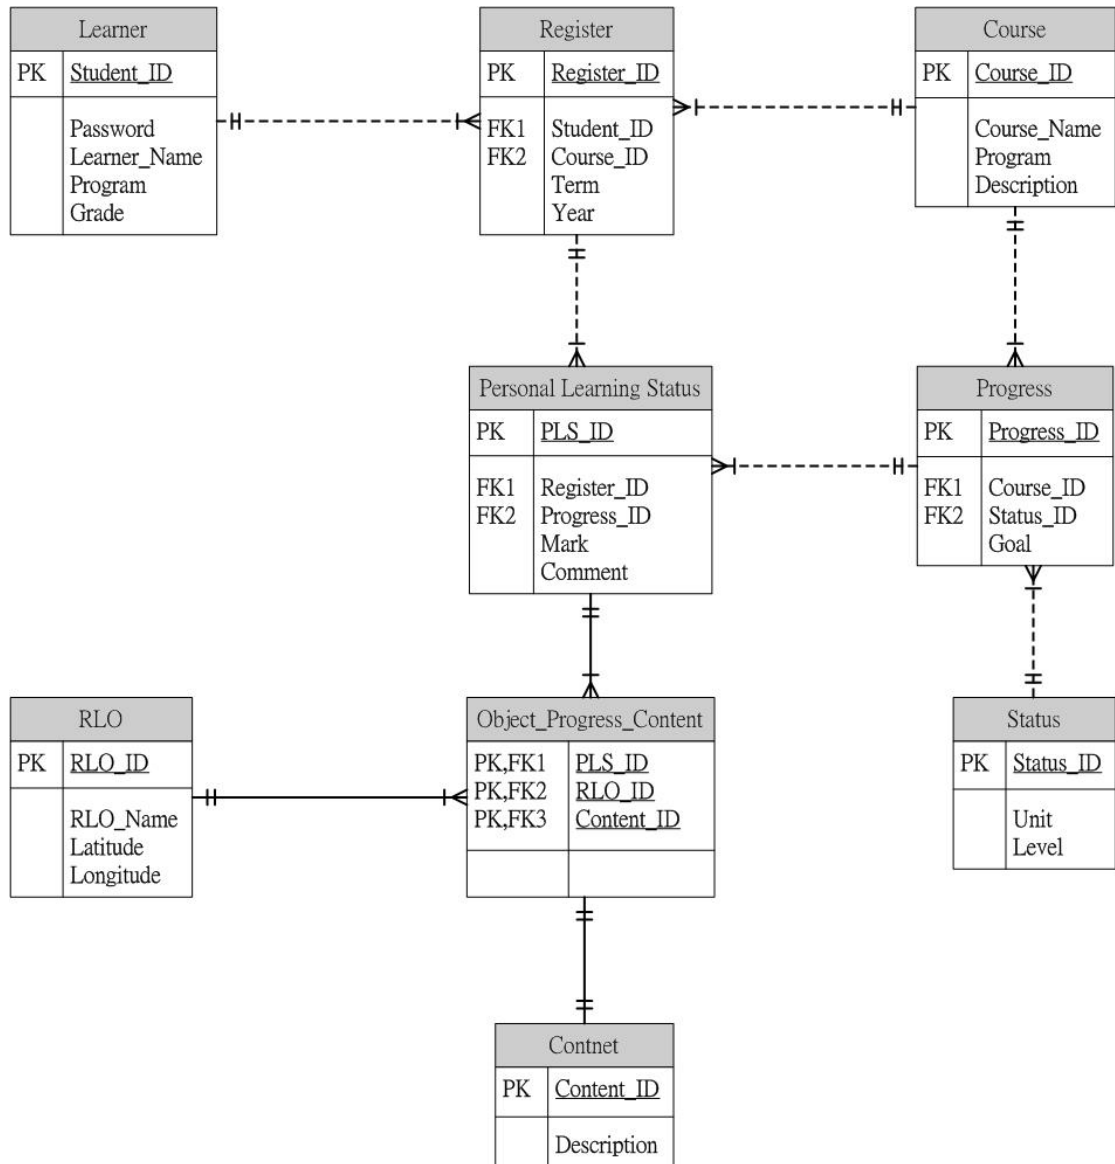 Learner
PK Student_ID
Password
Learner_Name
Program
Grade
Register
PK Register_ID
FK1 Student_ID
FK2 Course_ID
Term
Year
Course
PK Course_ID
Course_Name
Program
Description
Personal Learning Status
PK PLS_ID
FK1 Register_ID
FK2 Progress_ID
Mark
Comment
Progress
PK Progress_ID
FK1 Course_ID
FK2 Status_ID
Goal
RLO
PK RLO_ID
RLO_Name
Latitude
Longitude
Object_Progress_Content
PK,FK1 PLS_ID
PK,FK2 RLO_ID
PK,FK3 Content_ID
Status
PK Status_ID
Unit
Level
Contnet
PK Content_ID
Description